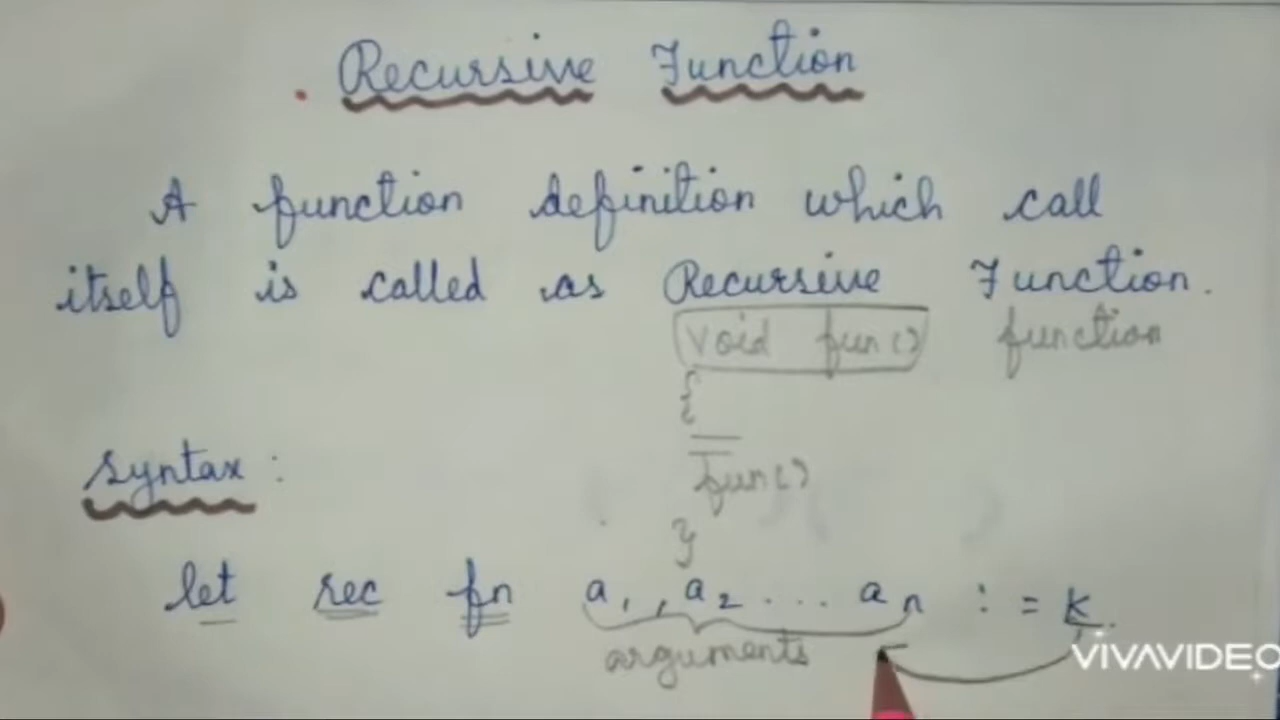 Recursive Function
A function definition which call
itself is called as Recursive Function.
void fun() function
{
fun()
}
Syntax :
let rec fn a1, a2 ... an := k.
arguments
VIVAVIDEO